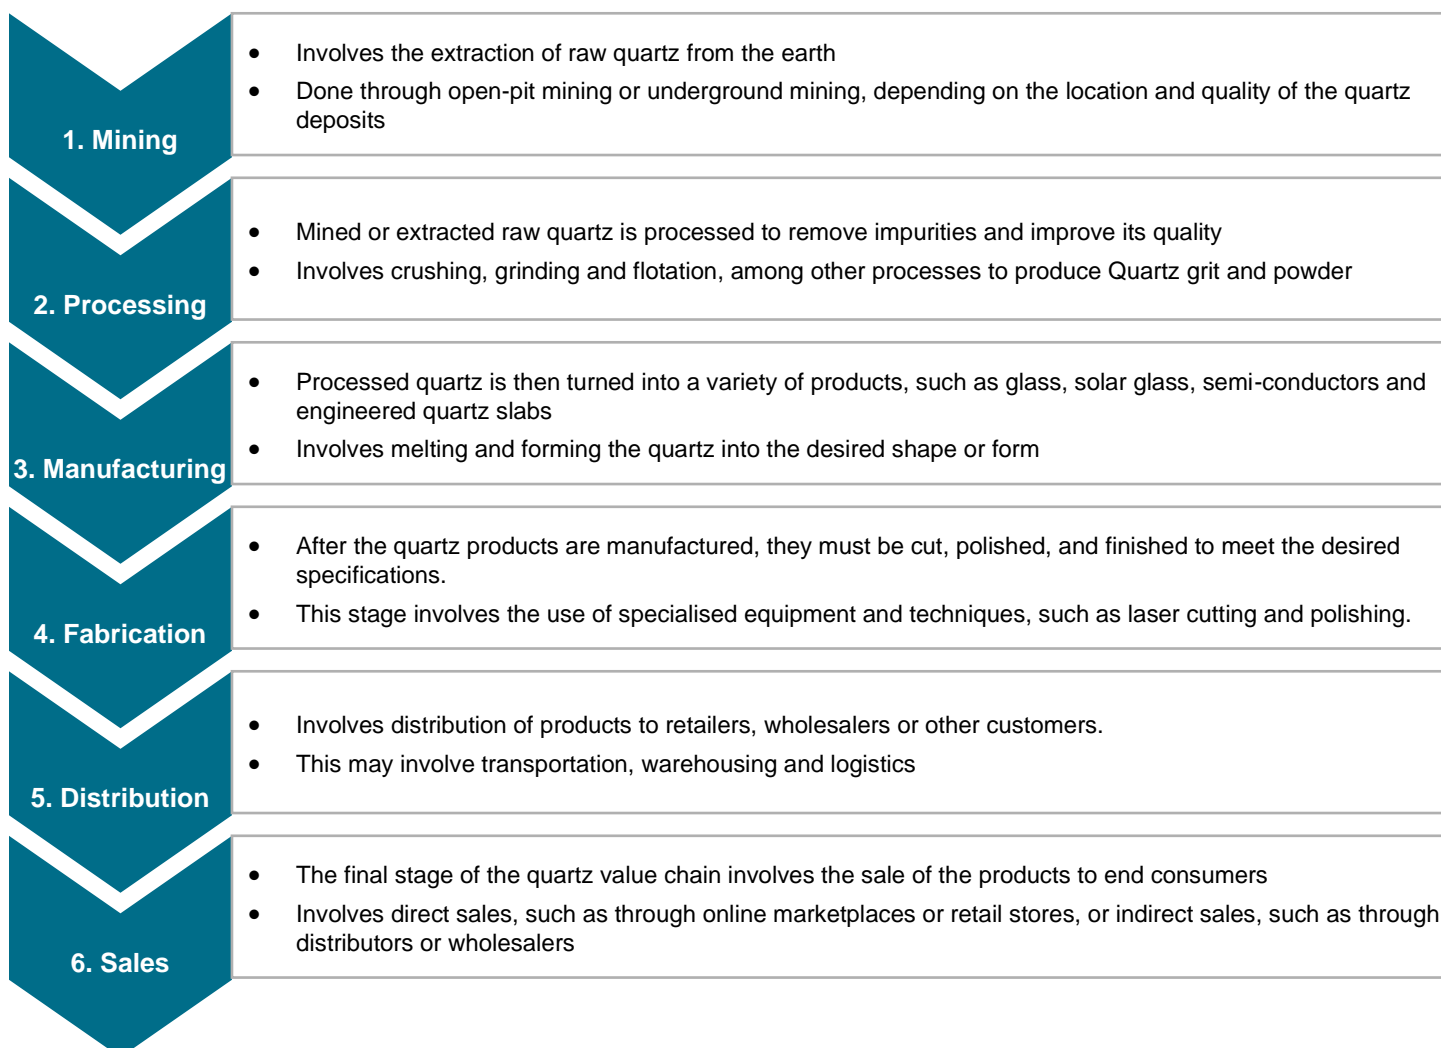 1. Mining
• Involves the extraction of raw quartz from the earth
• Done through open-pit mining or underground mining, depending on the location and quality of the quartz
deposits
2. Processing
• Mined or extracted raw quartz is processed to remove impurities and improve its quality
• Involves crushing, grinding and flotation, among other processes to produce Quartz grit and powder
3. Manufacturing
• Processed quartz is then turned into a variety of products, such as glass, solar glass, semi-conductors and
engineered quartz slabs
• Involves melting and forming the quartz into the desired shape or form
4. Fabrication
• After the quartz products are manufactured, they must be cut, polished, and finished to meet the desired
specifications.
• This stage involves the use of specialised equipment and techniques, such as laser cutting and polishing.
5. Distribution
• Involves distribution of products to retailers, wholesalers or other customers.
• This may involve transportation, warehousing and logistics
6. Sales
• The final stage of the quartz value chain involves the sale of the products to end consumers
• Involves direct sales, such as through online marketplaces or retail stores, or indirect sales, such as through
distributors or wholesalers